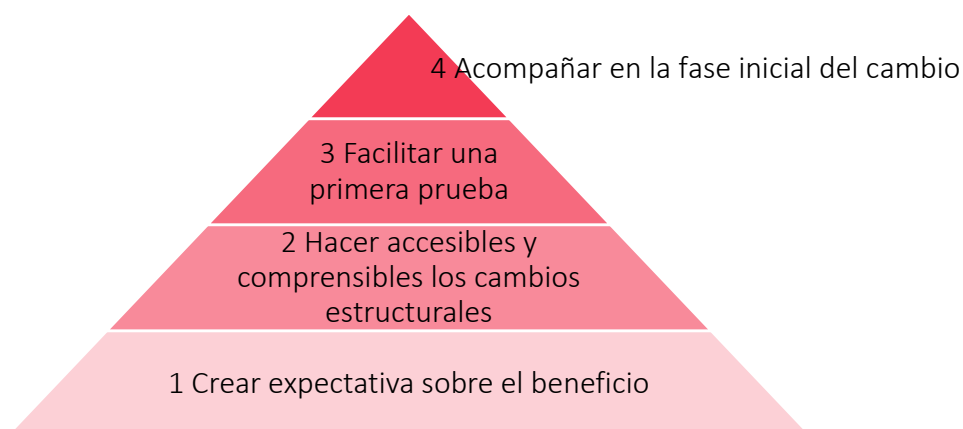 4 Acompañar en la fase inicial del cambio
3 Facilitar una
primera prueba
2 Hacer accesibles y
comprensibles los cambios
estructurales
1 Crear expectativa sobre el beneficio